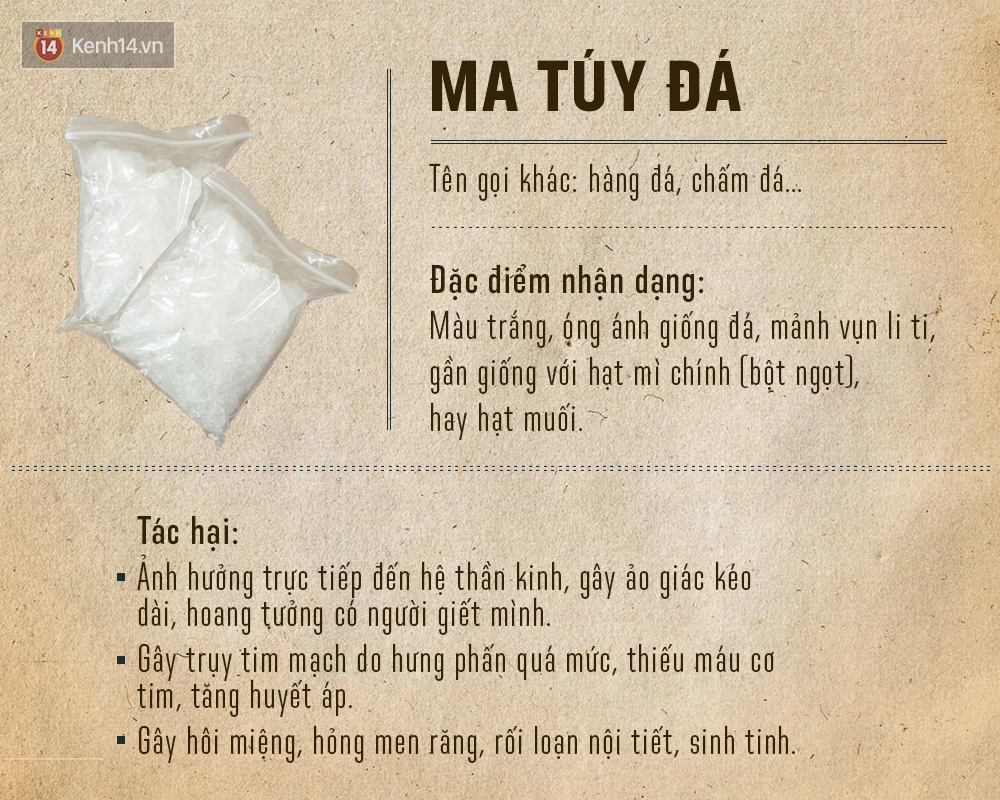 KENH
14
Kenh14.vn
MA TÚY ĐÁ
Tên gọi khác: hàng đá, chấm đá...
Đặc điểm nhận dạng:
Màu trắng, óng ánh giống đá, mảnh vụn li ti,
gần giống với hạt mì chính (bột ngọt),
hay hạt muối.
Tác hại:
▪ Ảnh hưởng trực tiếp đến hệ thần kinh, gây ảo giác kéo
dài, hoang tưởng có người giết mình.
▪ Gây trụy tim mạch do hưng phấn quá mức, thiếu máu cơ
tim, tăng huyết áp.
▪ Gây hôi miệng, hỏng men răng, rối loạn nội tiết, sinh tinh.